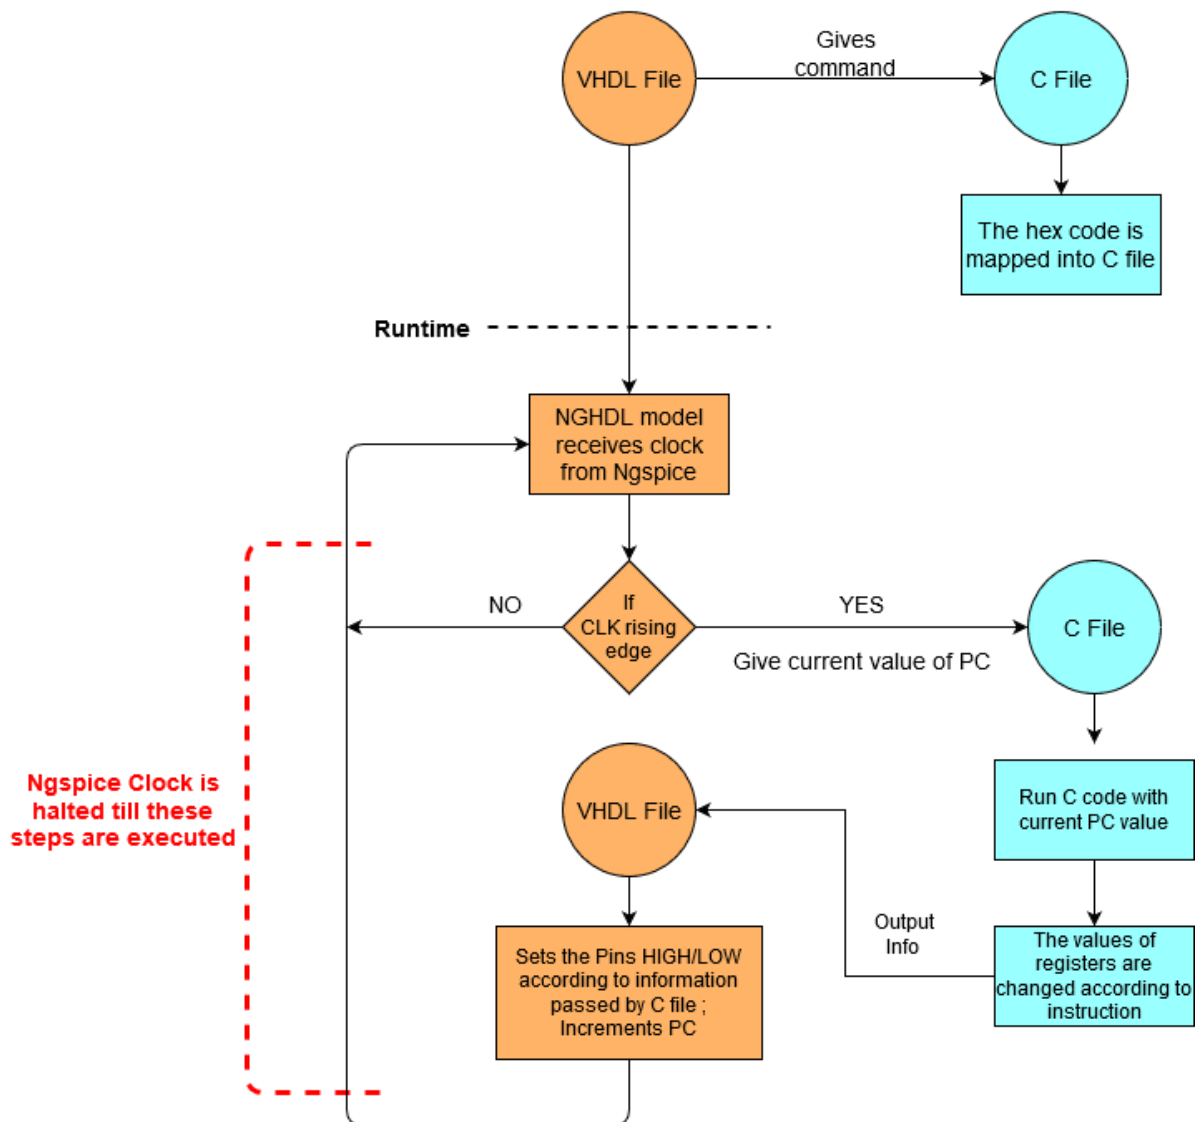 VHDL File
Gives
command
C File
The hex code is
mapped into C file
Runtime
NGHDL model
receives clock
from Ngspice
If
CLK rising
edge
NO
YES
Give current value of PC
C File
Run C code with
current PC value
The values of
registers are
changed according to
instruction
Output
Info
VHDL File
Sets the Pins HIGH/LOW
according to information
passed by C file ;
Increments PC
Ngspice Clock is
halted till these
steps are executed